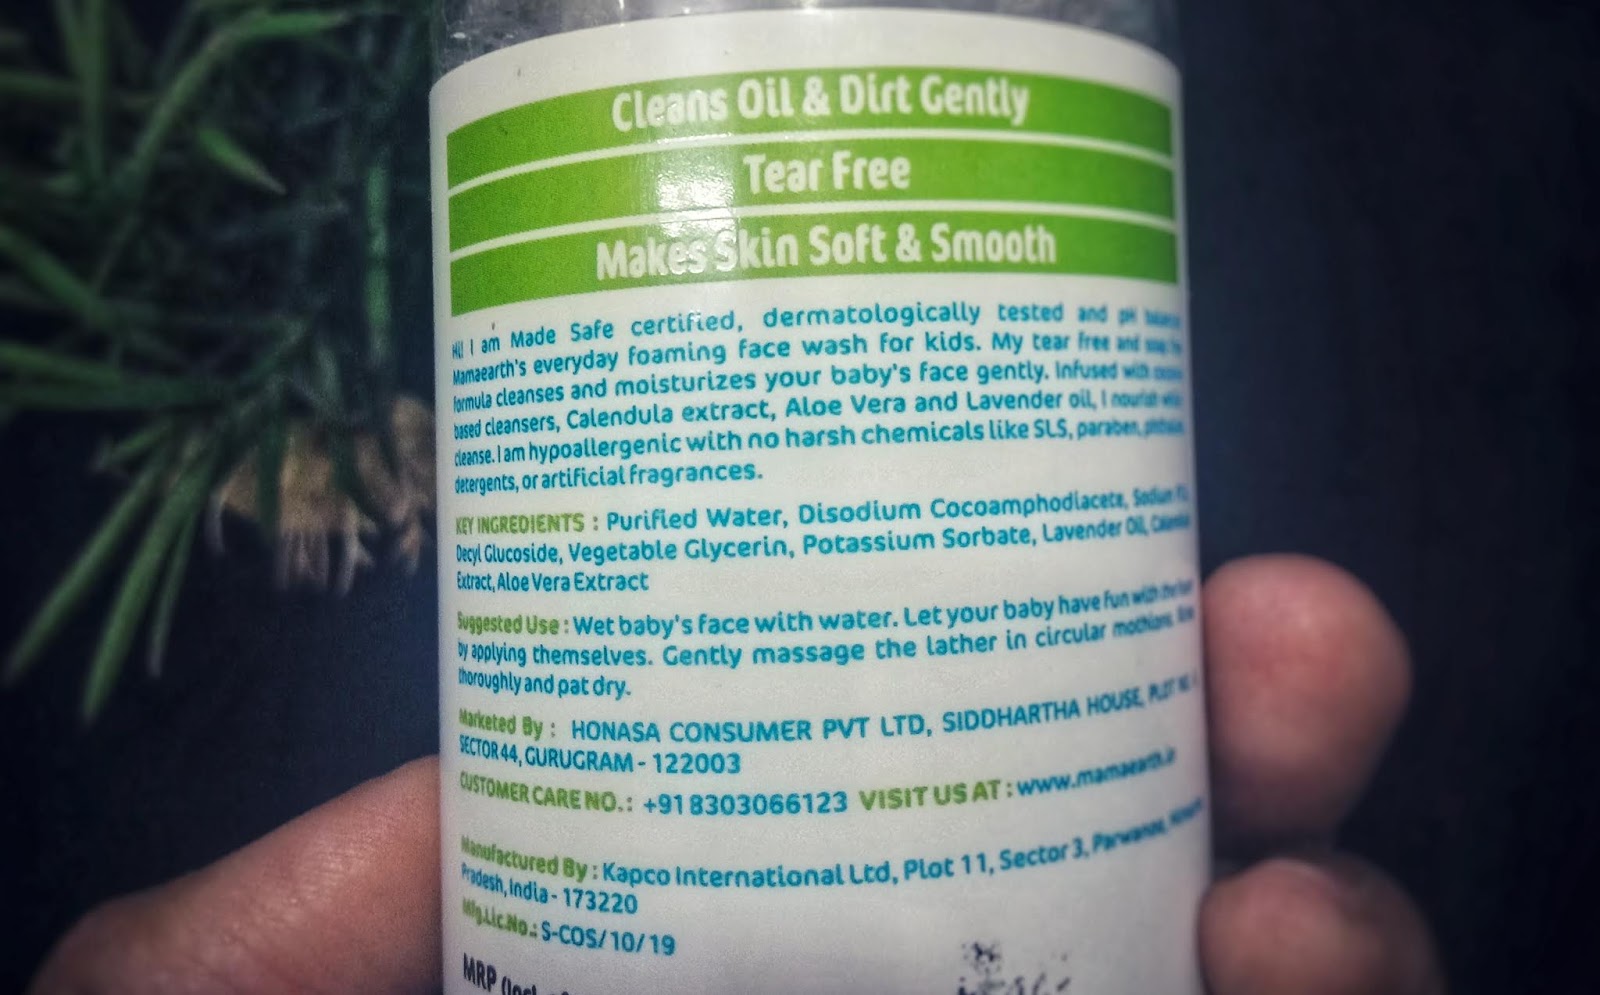 Cleans Oil & Dirt Gently
Tear Free
Makes Skin Soft & Smooth
Hi! I am Made Safe certified, dermatologically tested and pH
Mamaearth's everyday foaming face wash for kids. My tear free and
formula cleanses and moisturizes your baby's face gently. Infused with
based cleansers, Calendula extract, Aloe Vera and Lavender oil, I nourish
cleanse. I am hypoallergenic with no harsh chemicals like SLS, paraben,
detergents, or artificial fragrances.
KEY INGREDIENTS : Purified Water, Disodium Cocoamphodiacete, Sodium
Decyl Glucoside, Vegetable Glycerin, Potassium Sorbate, Lavender Oil, Calendula
Extract, Aloe Vera Extract
Suggested Use : Wet baby's face with water. Let your baby have fun with the
by applying themselves. Gently massage the lather in circular mochions
thoroughly and pat dry.
Marketed By : HONASA CONSUMER PVT LTD, SIDDHARTHA HOUSE, PLOT NO.
SECTOR 44, GURUGRAM - 122003
CUSTOMER CARE NO. : +91 8303066123 VISIT US AT : www.mamaearth.in
Manufactured By : Kapco International Ltd, Plot 11, Sector 3, Parwanoo,
Pradesh, India - 173220
Mfg.Lic.No.: S-COS/10/19
MRP